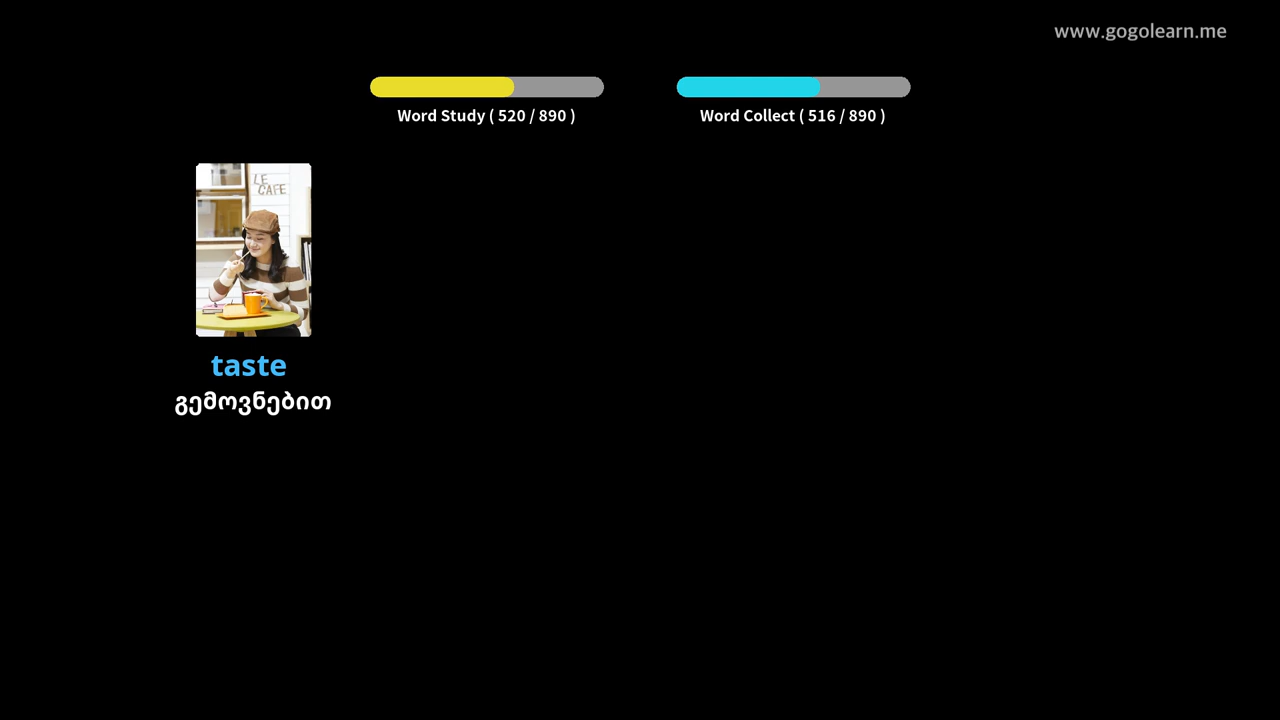 www.gogolearn.me
Word Study ( 520 / 890 )
Word Collect ( 516 / 890 )
LE
CAFE
taste
გემოვნებით